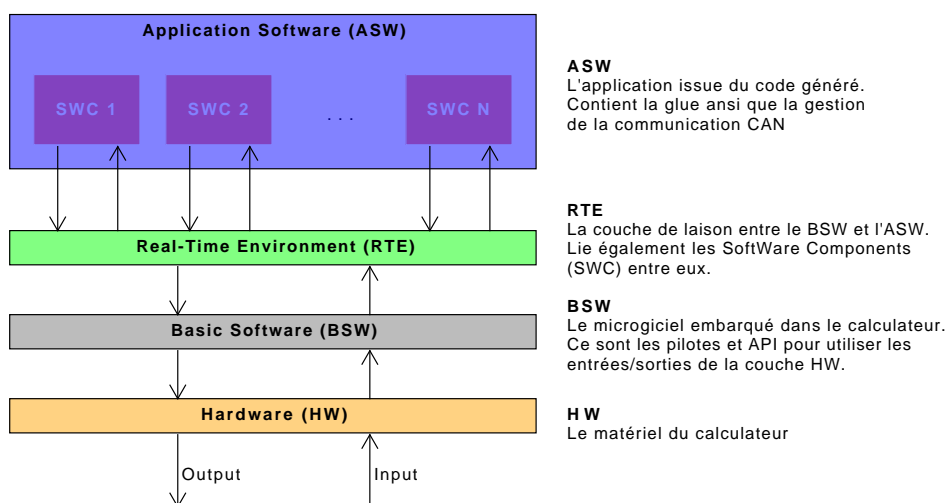 Application Software (ASW)
SWC 1
SWC 2
. . .
SWC N
ASW
L'application issue du code généré.
Contient la glue ansi que la gestion
de la communication CAN
RTE
La couche de laison entre le BSW et l'ASW.
Lie également les SoftWare Components
(SWC) entre eux.
Real-Time Environment (RTE)
BSW
Le microgiciel embarqué dans le calculateur.
Ce sont les pilotes et API pour utiliser les
entrées/sorties de la couche HW.
Basic Software (BSW)
Hardware (HW)
HW
Le matériel du calculateur
Output
Input